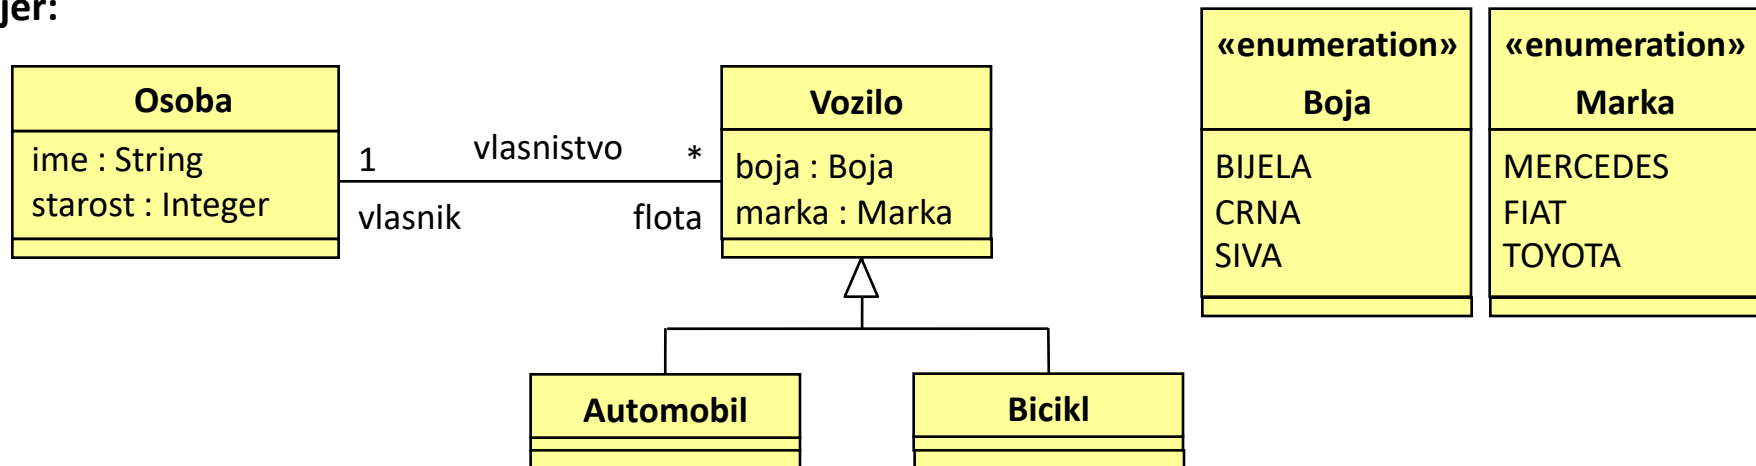 jer:
Osoba
ime : String
starost : Integer
1
vlasnistvo
*
vlasnik
flota
Vozilo
boja : Boja
marka : Marka
«enumeration»
Boja
BIJELA
CRNA
SIVA
«enumeration»
Marka
MERCEDES
FIAT
TOYOTA
Automobil
Bicikl